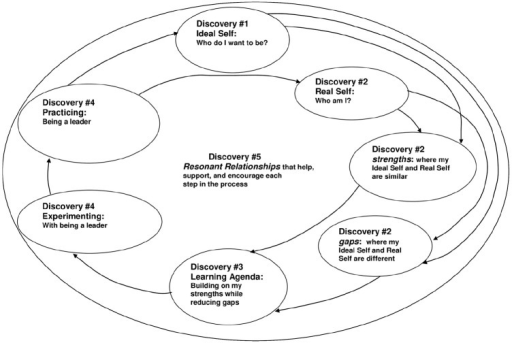 Discovery #1
Ideal Self:
Who do I want to be?
Discovery #2
Real Self:
Who am I?
Discovery #4
Practicing:
Being a leader
Discovery #5
Resonant Relationships that help,
support, and encourage each
step in the process
Discovery #2
strengths: where my
Ideal Self and Real Self
are similar
Discovery #4
Experimenting:
With being a leader
Discovery #2
gaps: where my
Ideal Self and Real
Self are different
Discovery #3
Learning Agenda:
Building on my
strengths while
reducing gaps